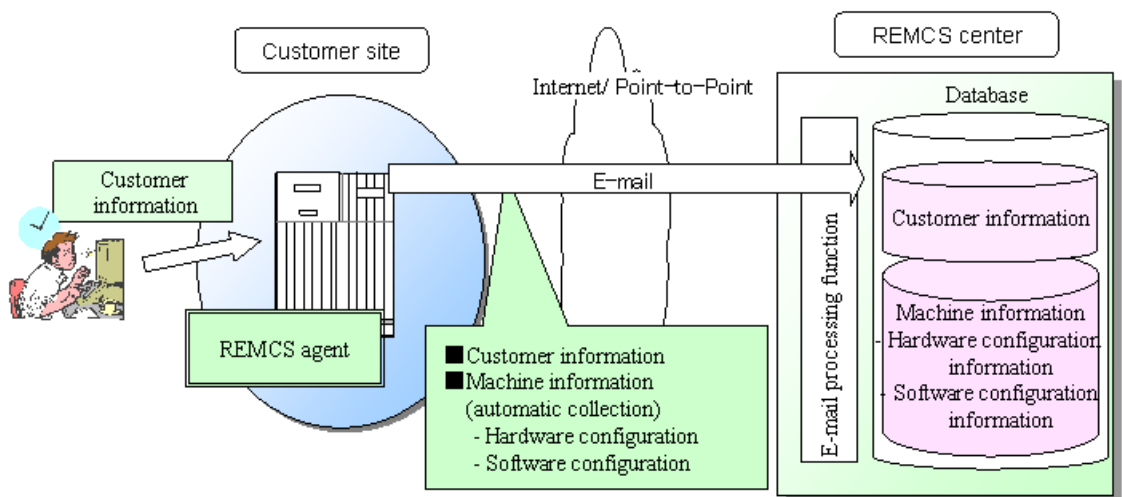 Customer site
REMCS center
Internet/ Point-to-Point
Database
Customer
information
E-mail
E-mail processing function
Customer information
Machine information
- Hardware configuration
information
- Software configuration
information
REMCS agent
■Customer information
■Machine information
(automatic collection)
- Hardware configuration
- Software configuration